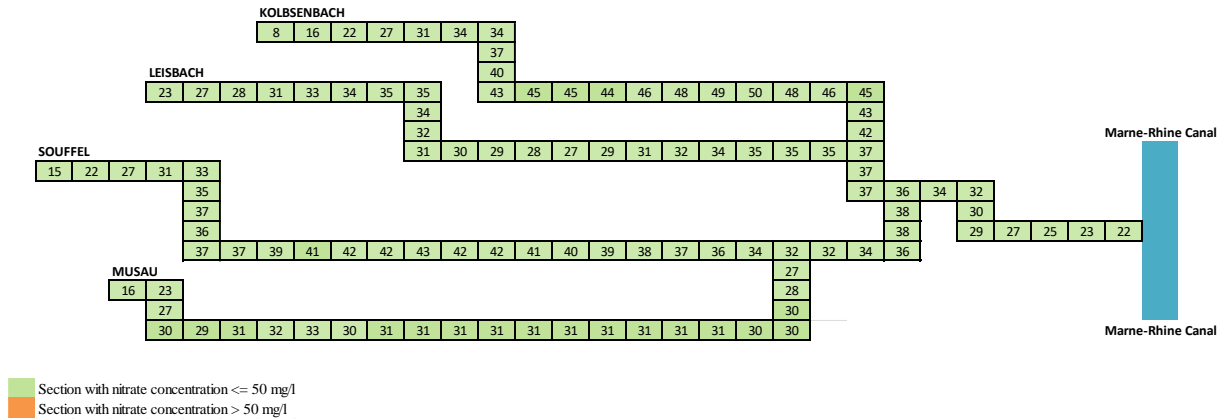 KOLBSENBACH
8 16 22 27 31 34 34
37
LEISBACH
40
23 27 28 31 33 34 35 35
43 45 45 44 46 48 49 50 48 46 45
34
43
32
42
Marne-Rhine Canal
31 30 29 28 27 29 31 32 34 35 35 35 37
SOUFFEL
15 22 27 31 33
37
35
37 36 34 32
37
38
30
36
38
29 27 25 23 22
37 37 39 41 42 42 43 42 42 41 40 39 38 37 36 34 32 32 34 36
MUSAU
27
16 23
28
27
30
30 29 31 32 33 30 31 31 31 31 31 31 31 31 31 31 30 30
Marne-Rhine Canal
Section with nitrate concentration <= 50 mg/l
Section with nitrate concentration > 50 mg/l